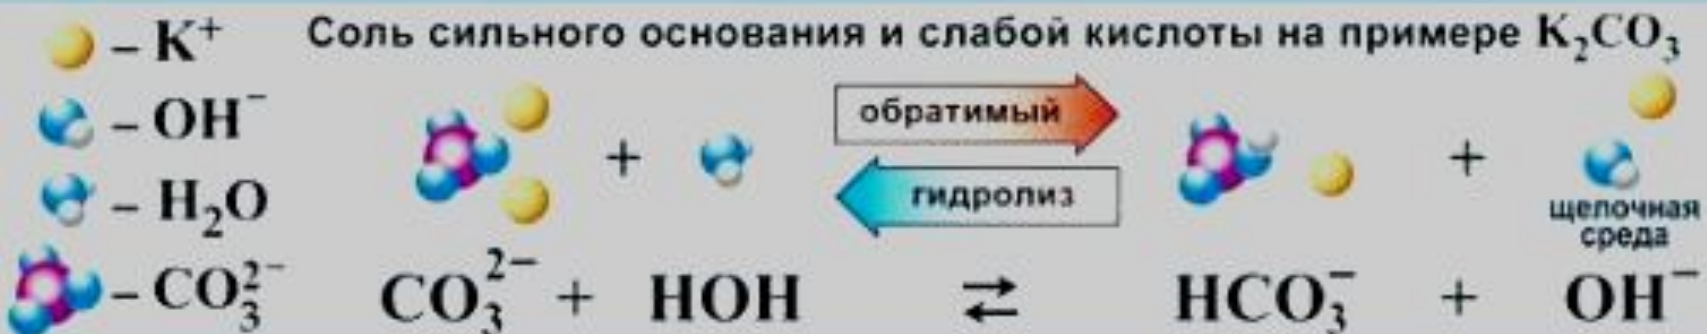 – K⁺
Соль сильного основания и слабой кислоты на примере K₂CO₃
– OH⁻
обратимый
+
+
– H₂O
гидролиз
щелочная
среда
– CO₃²⁻
CO₃²⁻ + HOH ⇄ HCO₃⁻ + OH⁻